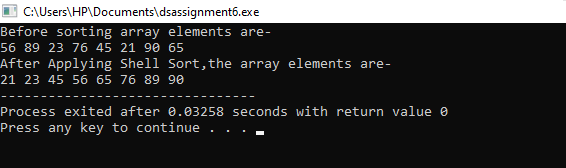 C:\Users\HP\Documents\dsassignment6.exe
Before sorting array elements are-
56 89 23 76 45 21 90 65
After Applying Shell Sort,the array elements are-
21 23 45 56 65 76 89 90
--------------------------------
Process exited after 0.03258 seconds with return value 0
Press any key to continue . . .